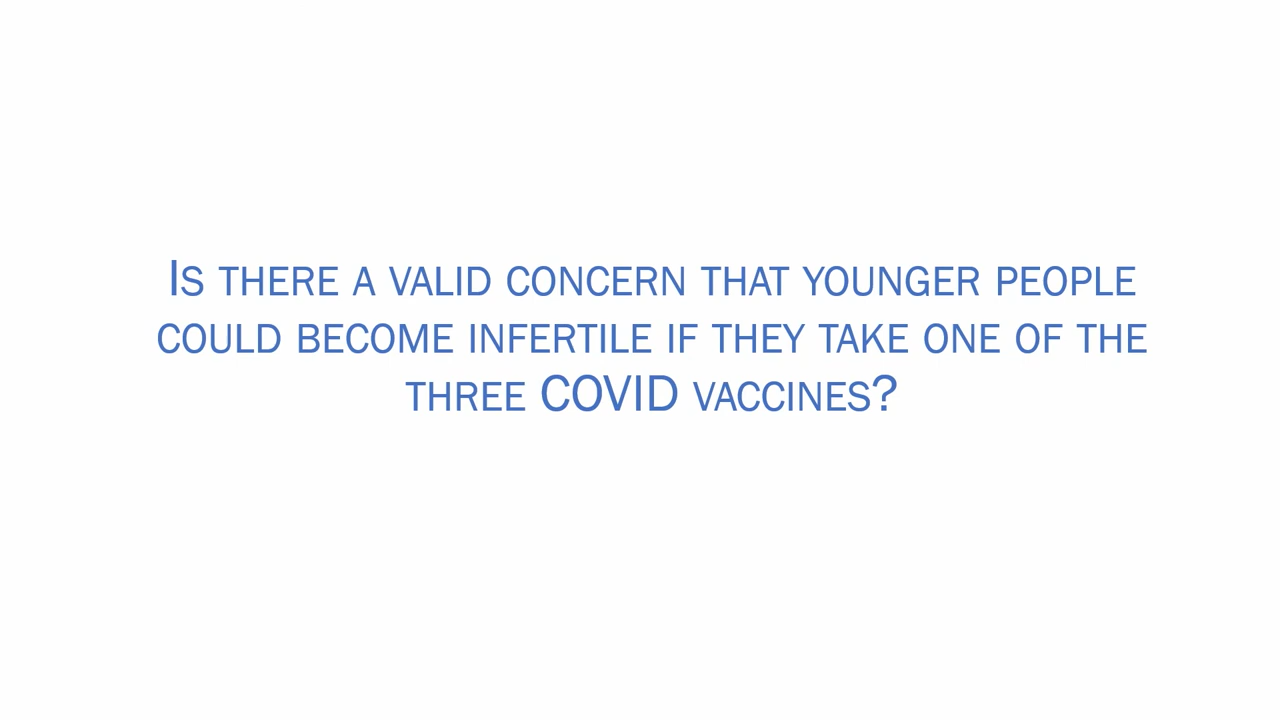 Is there a valid concern that younger people
could become infertile if they take one of the
three COVID vaccines?